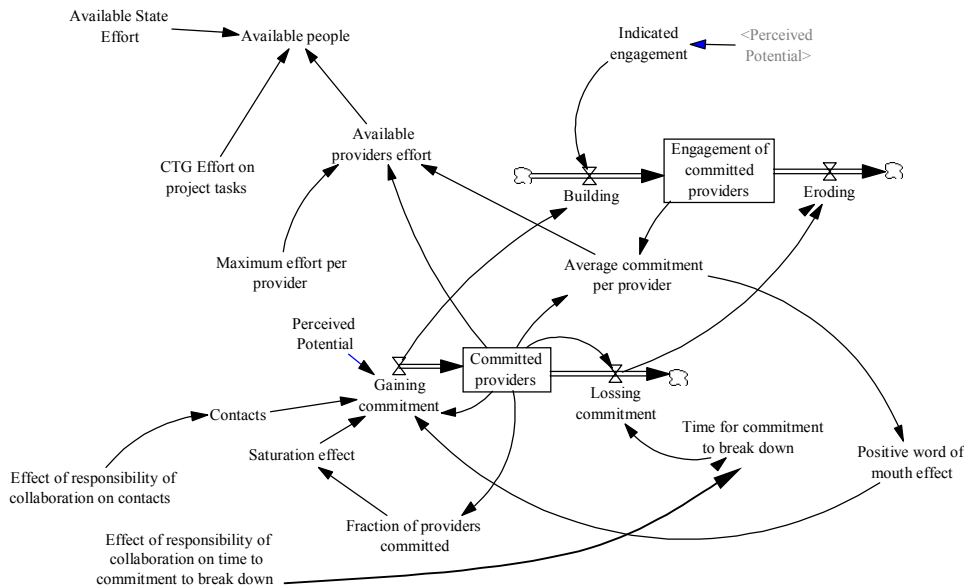 Available State
Effort
Available people
Indicated
engagement
<Perceived
Potential>
Available
providers effort
CTG Effort on
project tasks
Engagement of
committed
providers
Building
Eroding
Maximum effort per
provider
Average commitment
per provider
Perceived
Potential
Committed
providers
Gaining
commitment
Lossing
commitment
Contacts
Time for commitment
to break down
Saturation effect
Positive word of
mouth effect
Effect of responsibility of
collaboration on contacts
Fraction of providers
committed
Effect of responsibility of
collaboration on time to
commitment to break down